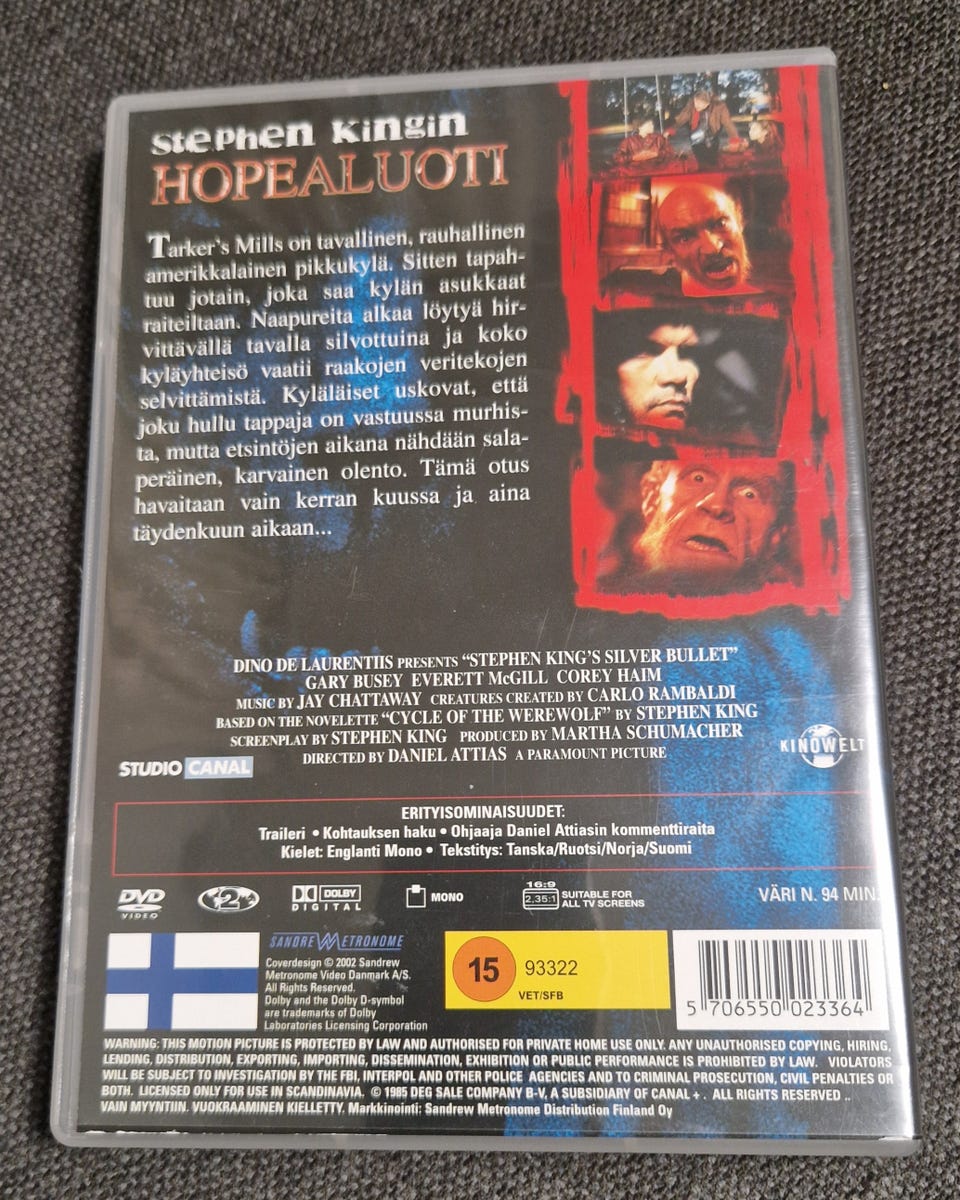 Stephen Kingin
HOPEALUOTI
Tarker's Mills on tavallinen, rauhallinen
amerikkalainen pikkukylä. Sitten tapah-
tuu jotain, joka saa kylän asukkaat
raiteiltaan. Naapureita alkaa löytyä hir-
vittävällä tavalla silvottuina ja koko
kyläyhteisö vaatii raakojen veritekojen
selvittämistä. Kyläläiset uskovat, että
joku hullu tappaja on vastuussa murhis-
ta, mutta etsintöjen aikana nähdään sala-
peräinen, karvainen olento. Tämä otus
havaitaan vain kerran kuussa ja aina
täydenkuun aikaan...
DINO DE LAURENTIIS PRESENTS "STEPHEN KING'S SILVER BULLET"
GARY BUSEY EVERETT McGILL COREY HAIM
MUSIC BY JAY CHATTAWAY CREATURES CREATED BY CARLO RAMBALDI
BASED ON THE NOVELETTE "CYCLE OF THE WEREWOLF" BY STEPHEN KING
SCREENPLAY BY STEPHEN KING PRODUCED BY MARTHA SCHUMACHER
DIRECTED BY DANIEL ATTIAS A PARAMOUNT PICTURE
KINOWELT
STUDIO CANAL
ERITYISOMINAISUUDET:
Traileri • Kohtauksen haku • Ohjaaja Daniel Attiasin kommenttiraita
Kielet: Englanti Mono • Tekstitys: Tanska/Ruotsi/Norja/Suomi
DVD VIDEO
2
DOLBY DIGITAL
MONO
16:9
2.35:1
SUITABLE FOR
ALL TV SCREENS
VÄRI N. 94 MIN.
SANDREW METRONOME
Coverdesign © 2002 Sandrew
Metronome Video Danmark A/S.
All Rights Reserved.
Dolby and the Dolby D-symbol
are trademarks of Dolby
Laboratories Licensing Corporation
15 93322
VET/SFB
5 706550 023364
WARNING: THIS MOTION PICTURE IS PROTECTED BY LAW AND AUTHORISED FOR PRIVATE HOME USE ONLY. ANY UNAUTHORISED COPYING, HIRING,
LENDING, DISTRIBUTION, EXPORTING, IMPORTING, DISSEMINATION, EXHIBITION OR PUBLIC PERFORMANCE IS PROHIBITED BY LAW. VIOLATORS
WILL BE SUBJECT TO INVESTIGATION BY THE FBI, INTERPOL AND OTHER POLICE AGENCIES AND TO CRIMINAL PROSECUTION, CIVIL PENALTIES OR
BOTH. LICENSED ONLY FOR USE IN SCANDINAVIA. © 1985 DEG SALE COMPANY B-V, A SUBSIDIARY OF CANAL + . ALL RIGHTS RESERVED ..
VAIN MYYNTIIN. VUOKRAAMINEN KIELLETTY. Markkinointi: Sandrew Metronome Distribution Finland Oy